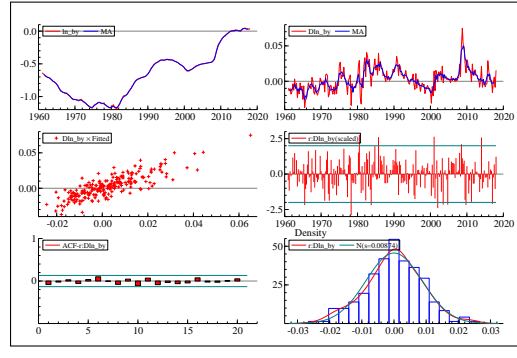 ln_by MA
Dln_by MA
0.0
-0.5
-1.0
1960 1970 1980 1990 2000 2010 2020
0.05
0.00
1960 1970 1980 1990 2000 2010 2020
Dln_by × Fitted
r:Dln_by(scaled)
0.05
0.00
-0.02 0.00 0.02 0.04 0.06
2.5
0.0
-2.5
1960 1970 1980 1990 2000 2010 2020
Density
ACF-r:Dln_by
r:Dln_by N(s=0.00874)
1
0
0 5 10 15 20
50
25
-0.03 -0.02 -0.01 0.00 0.01 0.02 0.03